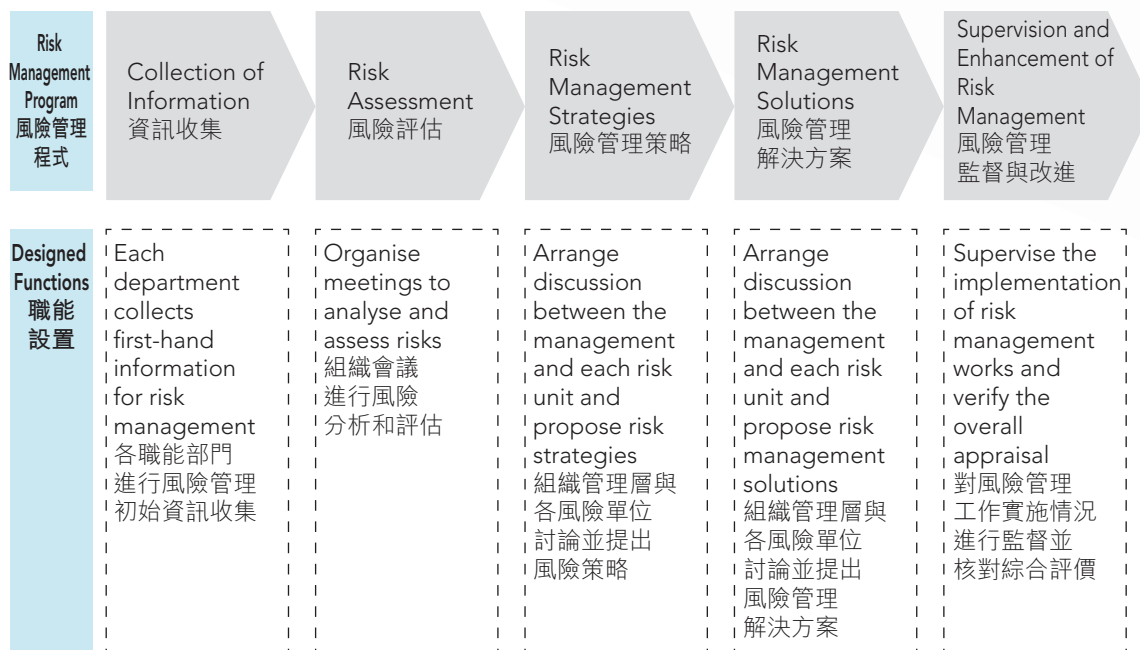 Risk
Management
Program
風險管理
程式
Collection of
Information
資訊收集
Risk
Assessment
風險評估
Risk
Management
Strategies
風險管理策略
Risk
Management
Solutions
風險管理
解決方案
Supervision and
Enhancement of
Risk
Management
風險管理
監督與改進
Designed
Functions
職能
設置
Each
department
collects
first-hand
information
for risk
management
各職能部門
進行風險管理
初始資訊收集
Organise
meetings to
analyse and
assess risks
組織會議
進行風險
分析和評估
Arrange
discussion
between the
management
and each risk
unit and
propose risk
strategies
組織管理層與
各風險單位
討論並提出
風險策略
Arrange
discussion
between the
management
and each risk
unit and
propose risk
management
solutions
組織管理層與
各風險單位
討論並提出
風險管理
解決方案
Supervise the
implementation
of risk
management
works and
verify the
overall
appraisal
對風險管理
工作實施情況
進行監督並
核對綜合評價